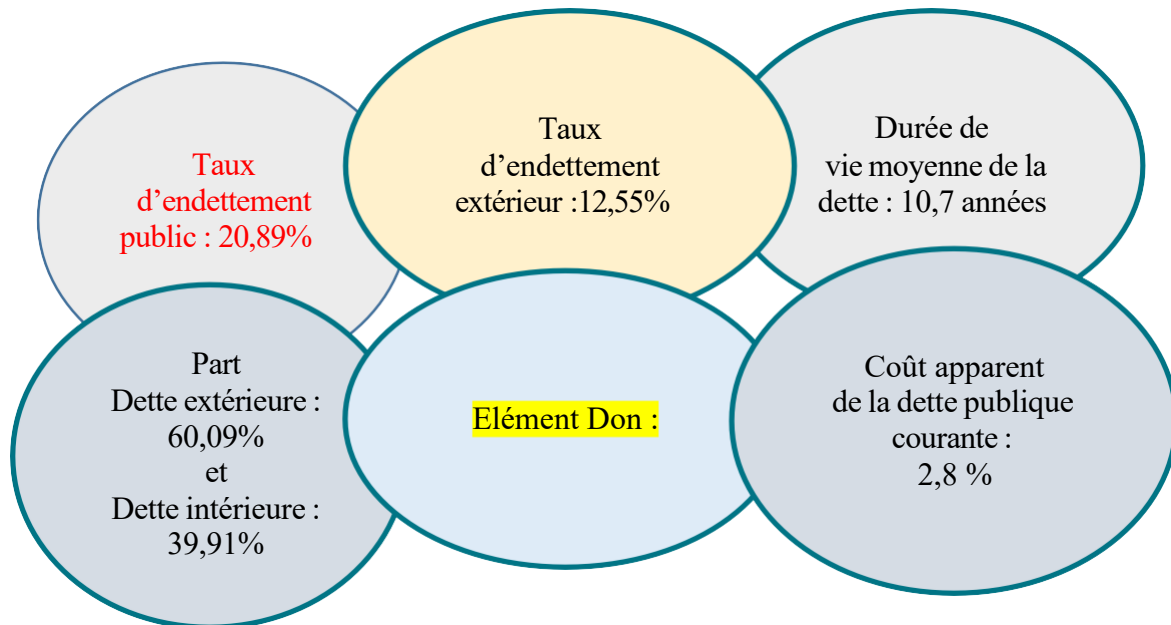 Taux
d’endettement
public : 20,89%
Taux
d’endettement
extérieur :12,55%
Durée de
vie moyenne de la
dette : 10,7 années
Part
Dette extérieure :
60,09%
et
Dette intérieure :
39,91%
Elément Don :
Coût apparent
de la dette publique
courante :
2,8 %